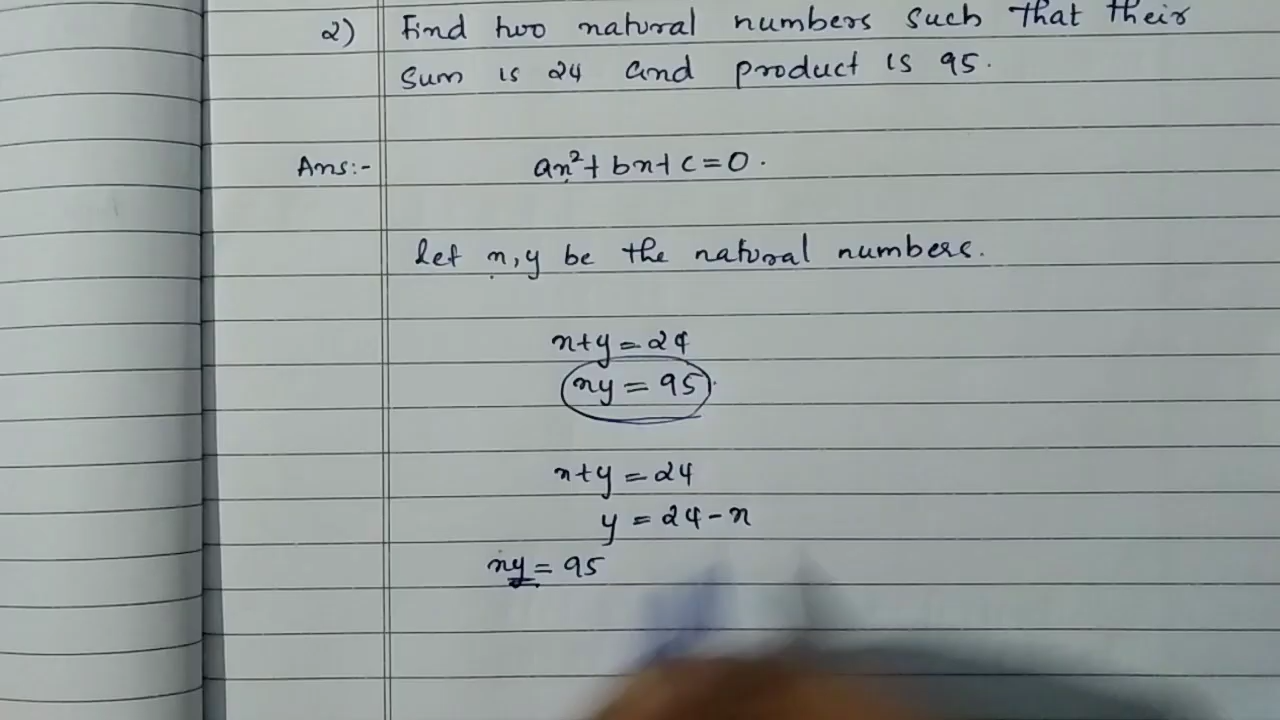 2) Find two natural numbers such that their
sum is 24 and product is 95.
Ans:- ax²+bx+c=0.
let x,y be the natural numbers.
x+y=24
xy=95
x+y=24
y=24-x
xy=95